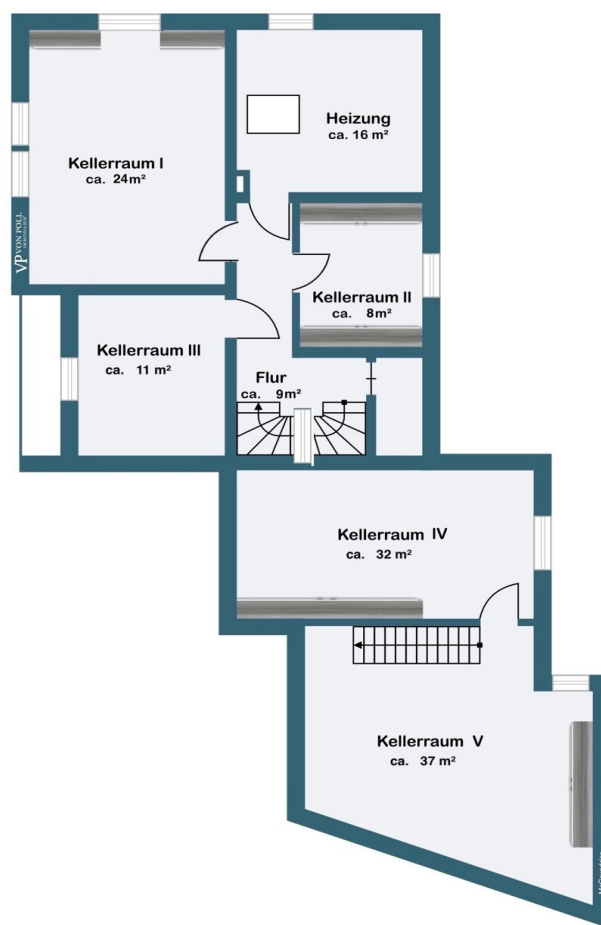 Heizung
ca. 16 m²
Kellerraum I
ca. 24m²
VP VON POLL
IMMOBILIEN
Kellerraum II
ca. 8m²
Kellerraum III
ca. 11 m²
Flur
ca. 9m²
Kellerraum IV
ca. 32 m²
Kellerraum V
ca. 37 m²